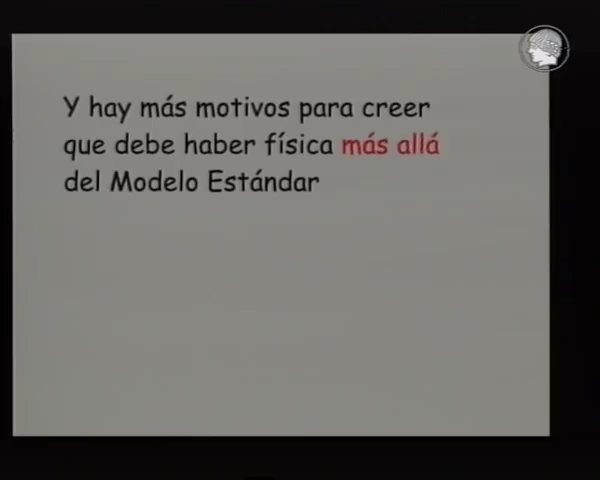 Y hay más motivos para creer
que debe haber física más allá
del Modelo Estándar